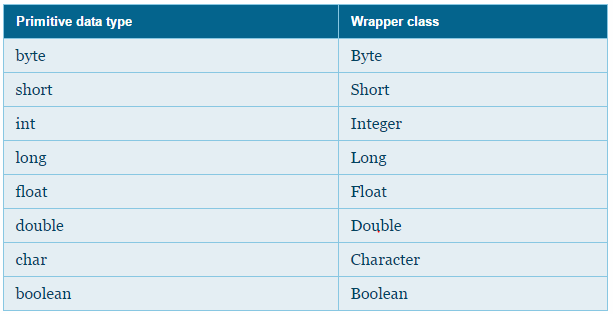 Primitive data type Wrapper class
byte Byte
short Short
int Integer
long Long
float Float
double Double
char Character
boolean Boolean